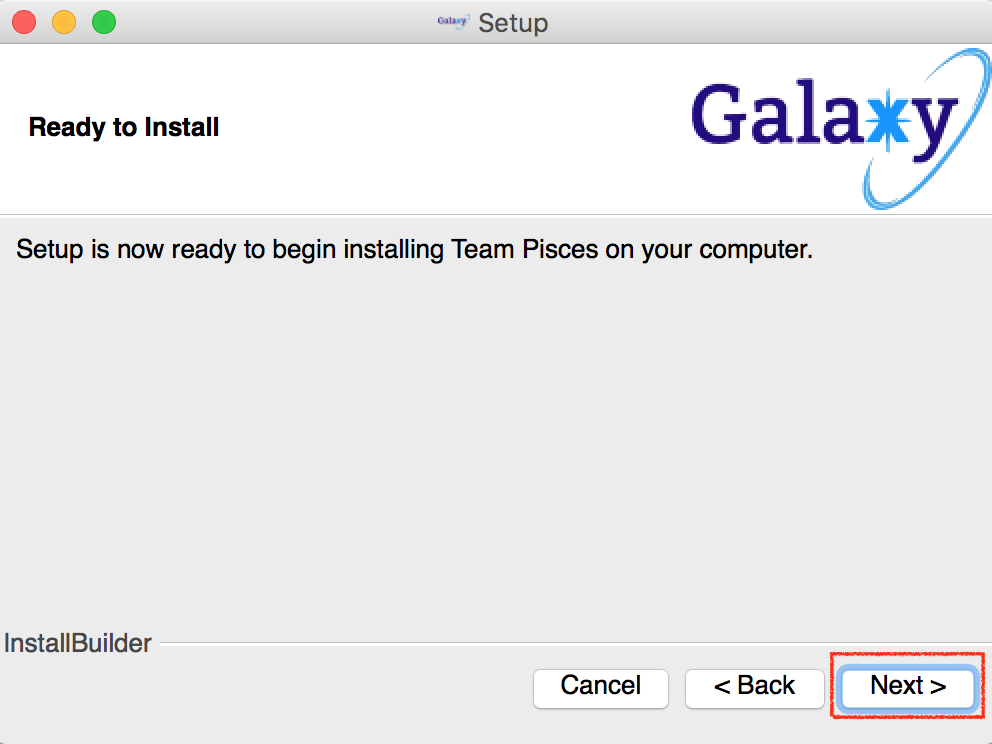 Galaxy Setup
Ready to Install
Galaxy
Setup is now ready to begin installing Team Pisces on your computer.
InstallBuilder
Cancel
< Back
Next >